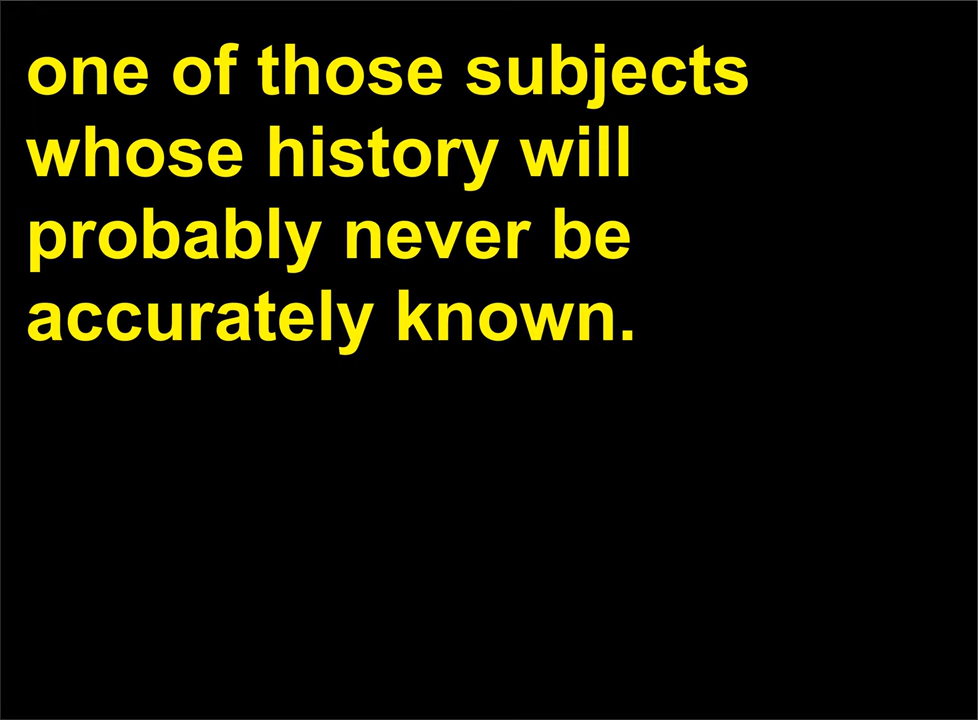 one of those subjects
whose history will
probably never be
accurately known.